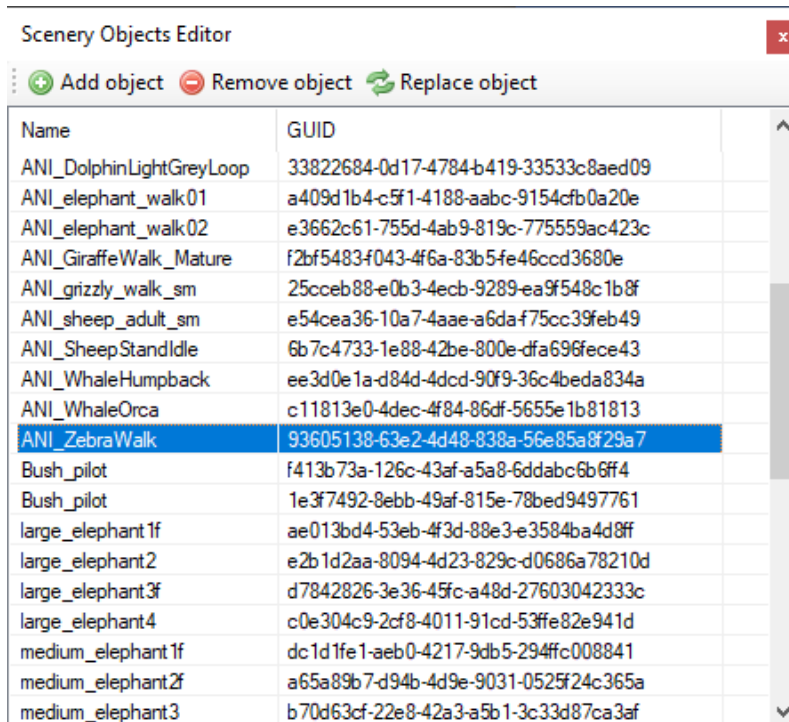 Scenery Objects Editor
x
Add object Remove object Replace object
Name GUID
ANI_DolphinLightGreyLoop 33822684-0d17-4784-b419-33533c8aed09
ANI_elephant_walk01 a409d1b4-c5f1-4188-aabc-9154cfb0a20e
ANI_elephant_walk02 e3662c61-755d-4ab9-819c-775559ac423c
ANI_GiraffeWalk_Mature f2bf5483-f043-4f6a-83b5-fe46ccd3680e
ANI_grizzly_walk_sm 25cceb88-e0b3-4ecb-9289-ea9f548c1b8f
ANI_sheep_adult_sm e54cea36-10a7-4aae-a6da-f75cc39feb49
ANI_SheepStandIdle 6b7c4733-1e88-42be-800e-dfa696fece43
ANI_WhaleHumpback ee3d0e1a-d84d-4dcd-90f9-36c4beda834a
ANI_WhaleOrca c11813e0-4dec-4f84-86df-5655e1b81813
ANI_ZebraWalk 93605138-63e2-4d48-838a-56e85a8f29a7
Bush_pilot f413b73a-126c-43af-a5a8-6ddabc6b6ff4
Bush_pilot 1e3f7492-8ebb-49af-815e-78bed9497761
large_elephant1f ae013bd4-53eb-4f3d-88e3-e3584ba4d8ff
large_elephant2 e2b1d2aa-8094-4d23-829c-d0686a78210d
large_elephant3f d7842826-3e36-45fc-a48d-27603042333c
large_elephant4 c0e304c9-2cf8-4011-91cd-53ffe82e941d
medium_elephant1f dc1d1fe1-aeb0-4217-9db5-294ffc008841
medium_elephant2f a65a89b7-d94b-4d9e-9031-0525f24c365a
medium_elephant3 b70d63cf-22e8-42a3-a5b1-3c33d87ca3af